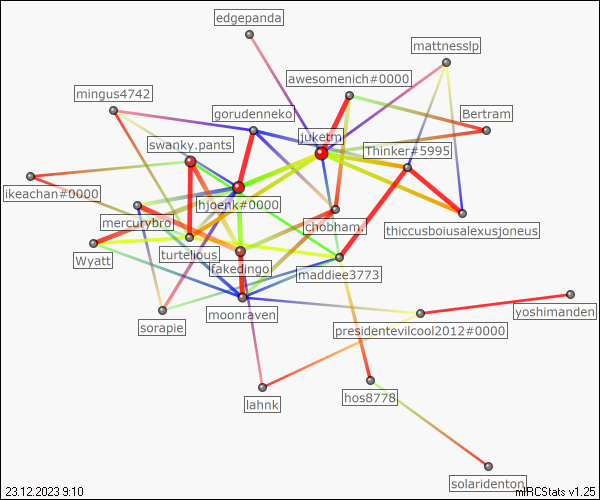 edgepanda
mattnesslp
awesomenich#0000
mingus4742
gorudenneko
Bertram
juketm
swanky.pants
Thinker#5995
ikeachan#0000
hjoenk#0000
mercurybro
chobham.
thiccusboiusalexusjoneus
turtelious
Wyatt
fakedingo
maddiee3773
moonraven
yoshimanden
sorapie
presidentevilcool2012#0000
hos8778
lahnk
solaridenton
23.12.2023 9:10
mIRCStats v1.25